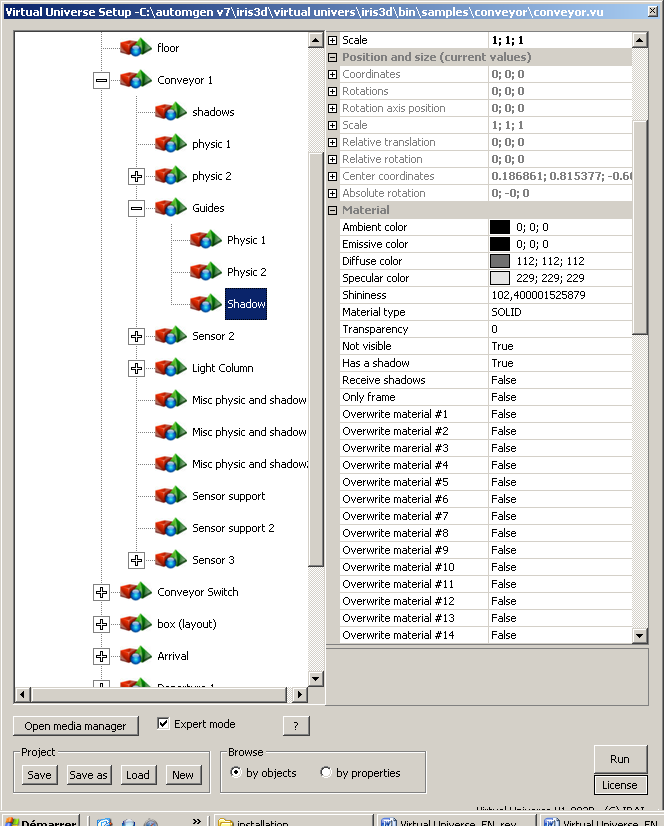 Virtual Universe Setup -C:\automgen v7\iris3d\virtual univers\iris3d\bin\samples\conveyor\conveyor.vu
floor
Conveyor 1
shadows
physic 1
physic 2
Guides
Physic 1
Physic 2
Shadow
Sensor 2
Light Column
Misc physic and shadow
Misc physic and shadow
Misc physic and shadow
Sensor support
Sensor support 2
Sensor 3
Conveyor Switch
box (layout)
Arrival
Departure 1
Scale 1; 1; 1
Position and size (current values)
Coordinates 0; 0; 0
Rotations 0; 0; 0
Rotation axis position 0; 0; 0
Scale 1; 1; 1
Relative translation 0; 0; 0
Relative rotation 0; 0; 0
Center coordinates 0.186861; 0.815377; -0.60
Absolute rotation 0; -0; 0
Material
Ambient color 0; 0; 0
Emissive color 0; 0; 0
Diffuse color 112; 112; 112
Specular color 229; 229; 229
Shininess 102,400001525879
Material type SOLID
Transparency 0
Not visible True
Has a shadow True
Receive shadows False
Only frame False
Overwrite material #1 False
Overwrite material #2 False
Overwrite material #3 False
Overwrite material #4 False
Overwrite material #5 False
Overwrite material #6 False
Overwrite material #7 False
Overwrite material #8 False
Overwrite material #9 False
Overwrite material #10 False
Overwrite material #11 False
Overwrite material #12 False
Overwrite material #13 False
Overwrite material #14 False
Open media manager
Expert mode
?
Project
Save
Save as
Load
New
Browse
by objects
by properties
Run
License
Démarrer
»
installation
Virtual Universe_EN_rev
Virtual Universe_EN